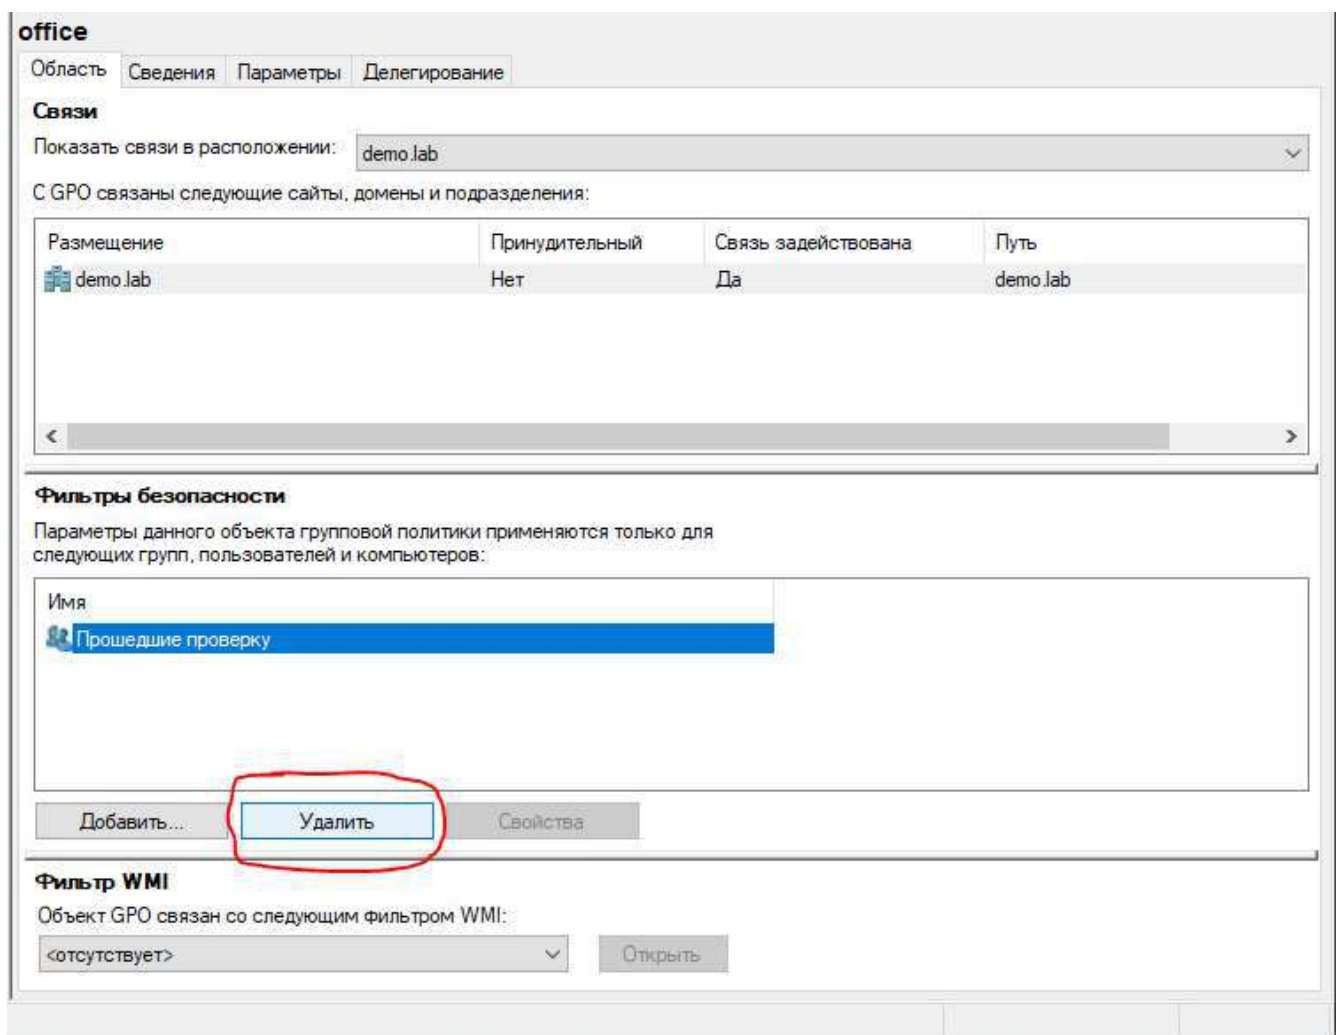 office
Область Сведения Параметры Делегирование
Связи
Показать связи в расположении: demo.lab
С GPO связаны следующие сайты, домены и подразделения:
Размещение Принудительный Связь задействована Путь
demo.lab Нет Да demo.lab
Фильтры безопасности
Параметры данного объекта групповой политики применяются только для
следующих групп, пользователей и компьютеров:
Имя
Прошедшие проверку
Добавить... Удалить Свойства
Фильтр WMI
Объект GPO связан со следующим фильтром WMI:
<отсутствует> Открыть